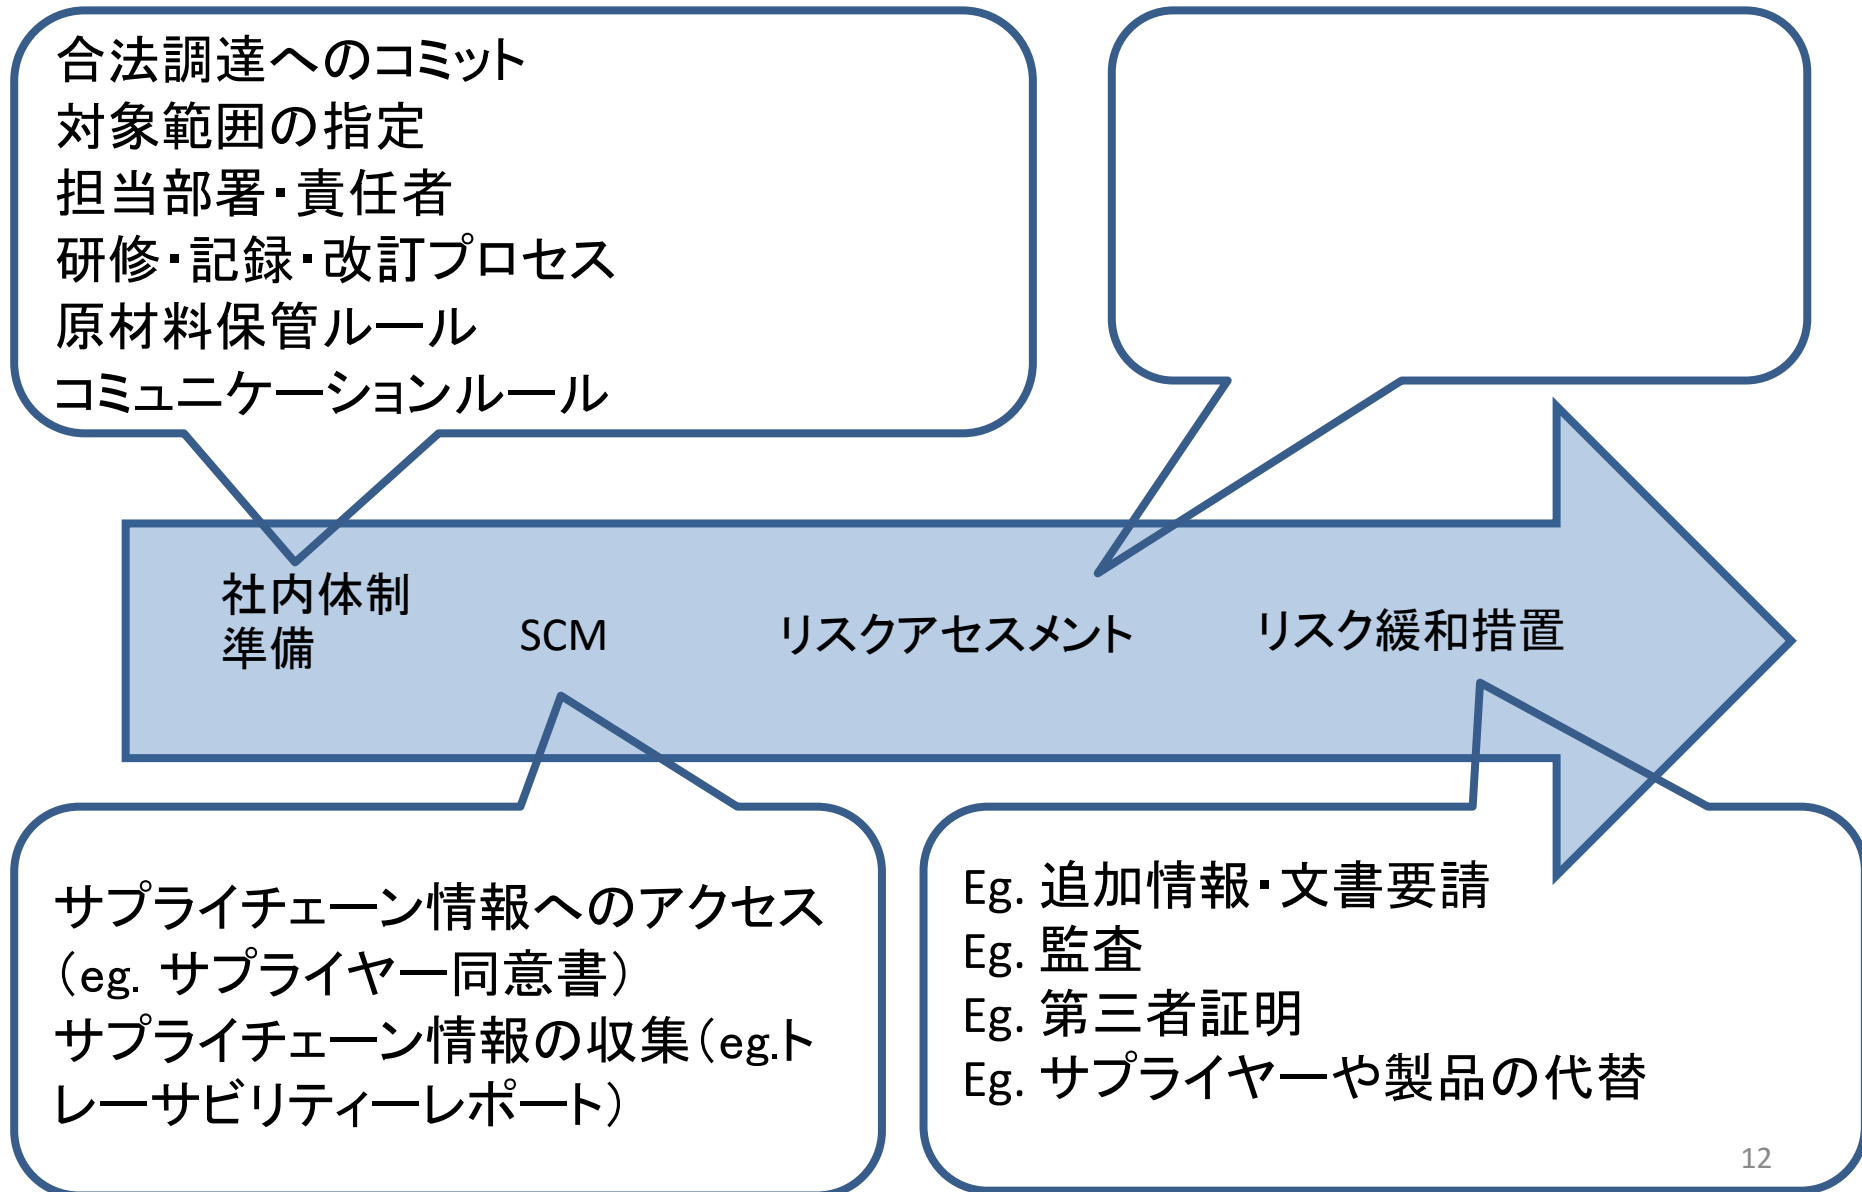 合法調達へのコミット
対象範囲の指定
担当部署・責任者
研修・記録・改訂プロセス
原材料保管ルール
コミュニケーションルール
社内体制
準備
SCM
リスクアセスメント
リスク緩和措置
サプライチェーン情報へのアクセス
（eg. サプライヤー同意書）
サプライチェーン情報の収集（eg.ト
レーサビリティーレポート）
Eg. 追加情報・文書要請
Eg. 監査
Eg. 第三者証明
Eg. サプライヤーや製品の代替
12